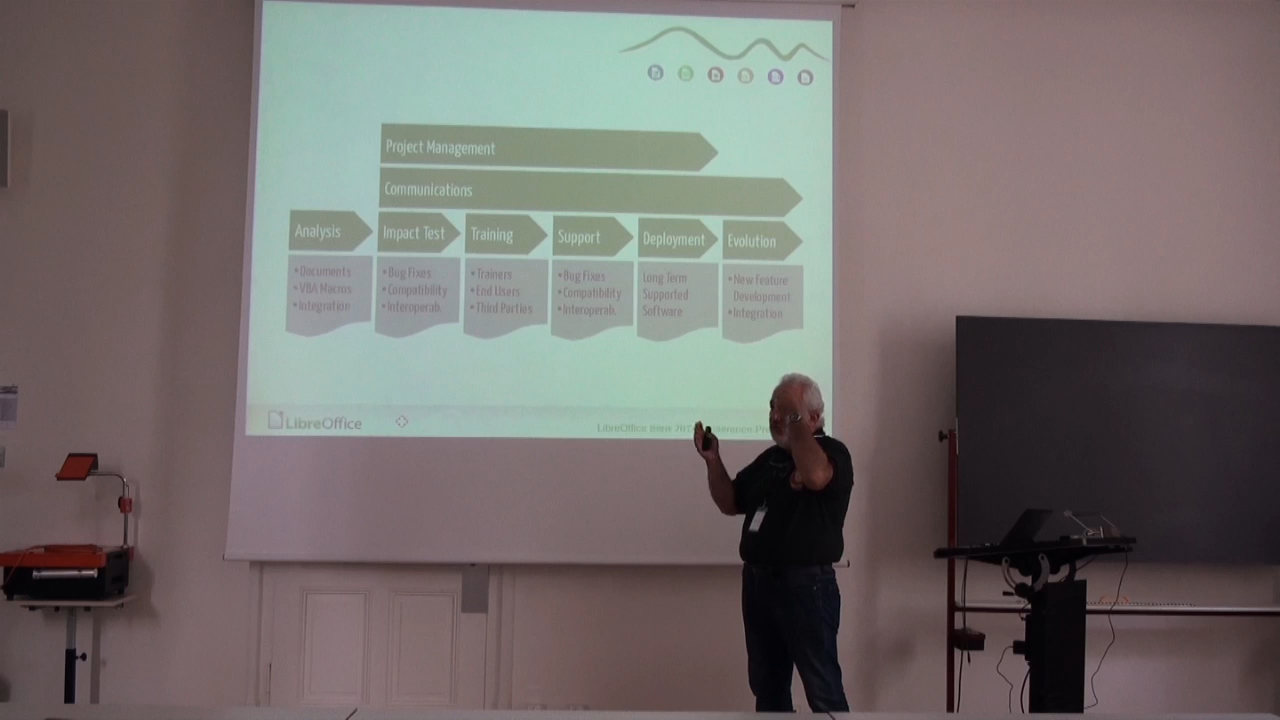 Project Management
Communications
Analysis
Impact Test
Training
Support
Deployment
Evolution
• Documents
• VBA Macros
• Integration
• Bug Fixes
• Compatibility
• Interoperab.
• Trainers
• End Users
• Third Parties
• Bug Fixes
• Compatibility
• Interoperab.
Long Term
Supported
Software
• New Feature
Development
• Integration
LibreOffice
LibreOffice